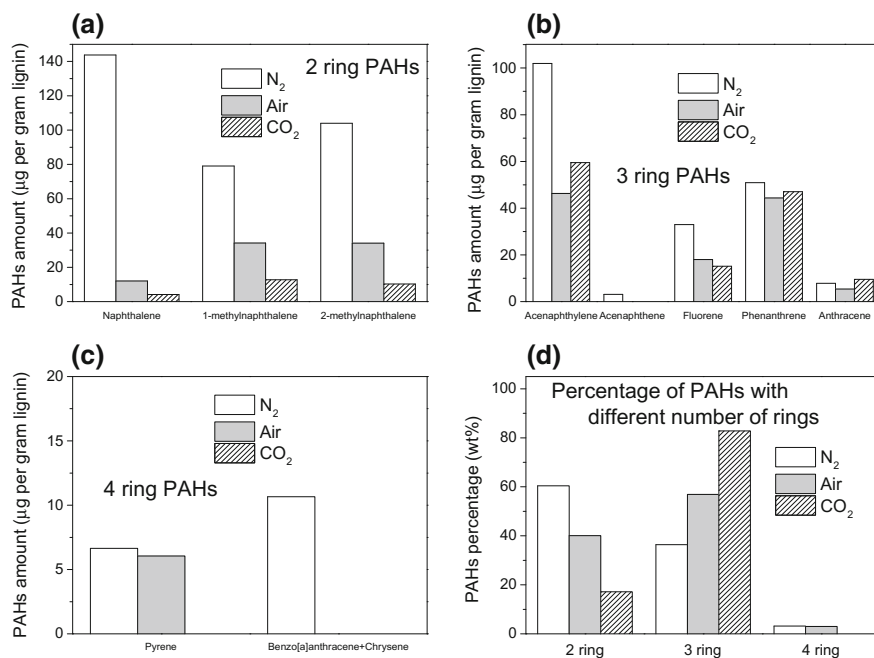 (a)
PAHs amount (μg per gram lignin)
140
120
100
80
60
40
20
0
2 ring PAHs
N₂
Air
CO₂
Naphthalene
1-methylnaphthalene
2-methylnaphthalene
(b)
PAHs amount (μg per gram lignin)
100
80
60
40
20
0
N₂
Air
CO₂
3 ring PAHs
Acenaphthylene
Acenaphthene
Fluorene
Phenanthrene
Anthracene
(c)
PAHs amount (μg per gram lignin)
20
15
10
5
0
N₂
Air
CO₂
4 ring PAHs
Pyrene
Benzo[a]anthracene+Chrysene
(d)
PAHs percentage (wt%)
100
80
60
40
20
0
Percentage of PAHs with
different number of rings
N₂
Air
CO₂
2 ring
3 ring
4 ring